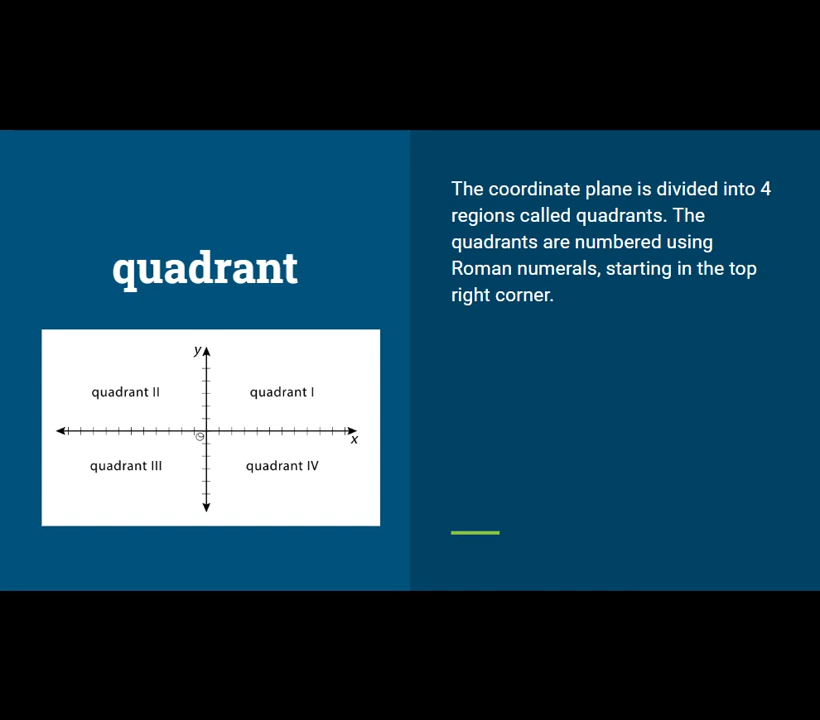 quadrant
y
quadrant II
quadrant I
x
quadrant III
quadrant IV
The coordinate plane is divided into 4
regions called quadrants. The
quadrants are numbered using
Roman numerals, starting in the top
right corner.